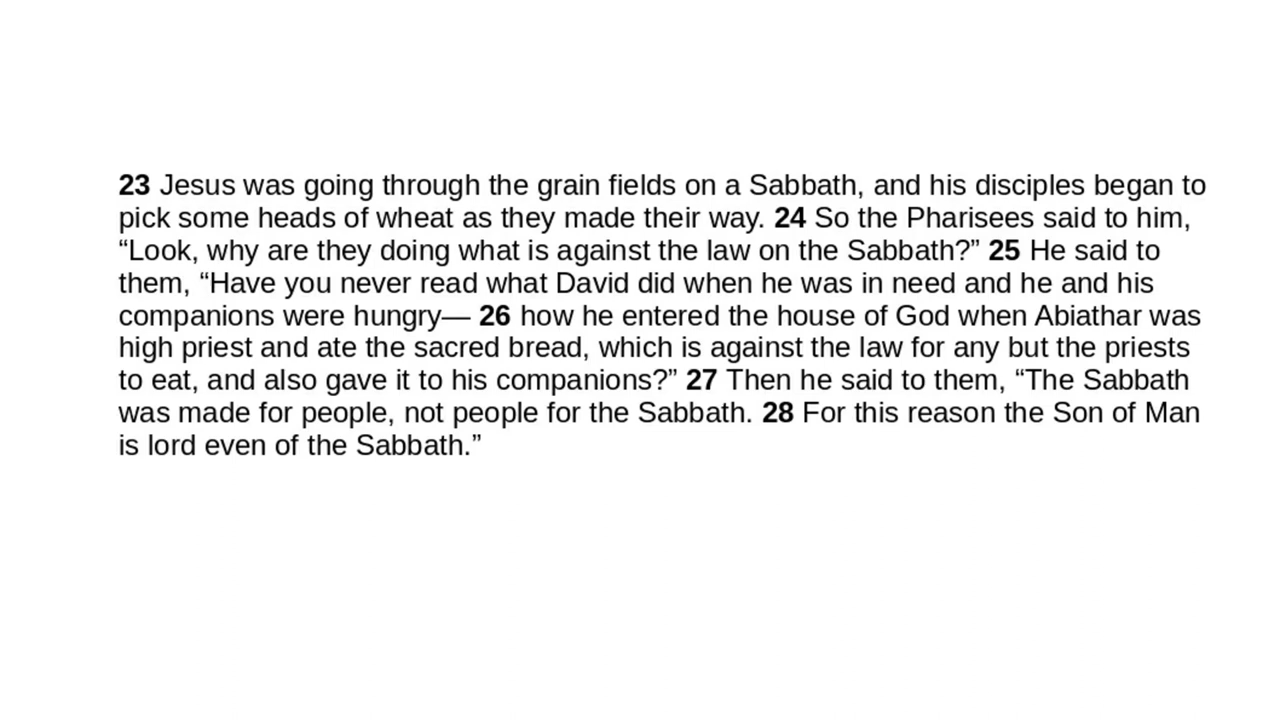 23 Jesus was going through the grain fields on a Sabbath, and his disciples began to
pick some heads of wheat as they made their way. 24 So the Pharisees said to him,
“Look, why are they doing what is against the law on the Sabbath?” 25 He said to
them, “Have you never read what David did when he was in need and he and his
companions were hungry— 26 how he entered the house of God when Abiathar was
high priest and ate the sacred bread, which is against the law for any but the priests
to eat, and also gave it to his companions?” 27 Then he said to them, “The Sabbath
was made for people, not people for the Sabbath. 28 For this reason the Son of Man
is lord even of the Sabbath.”